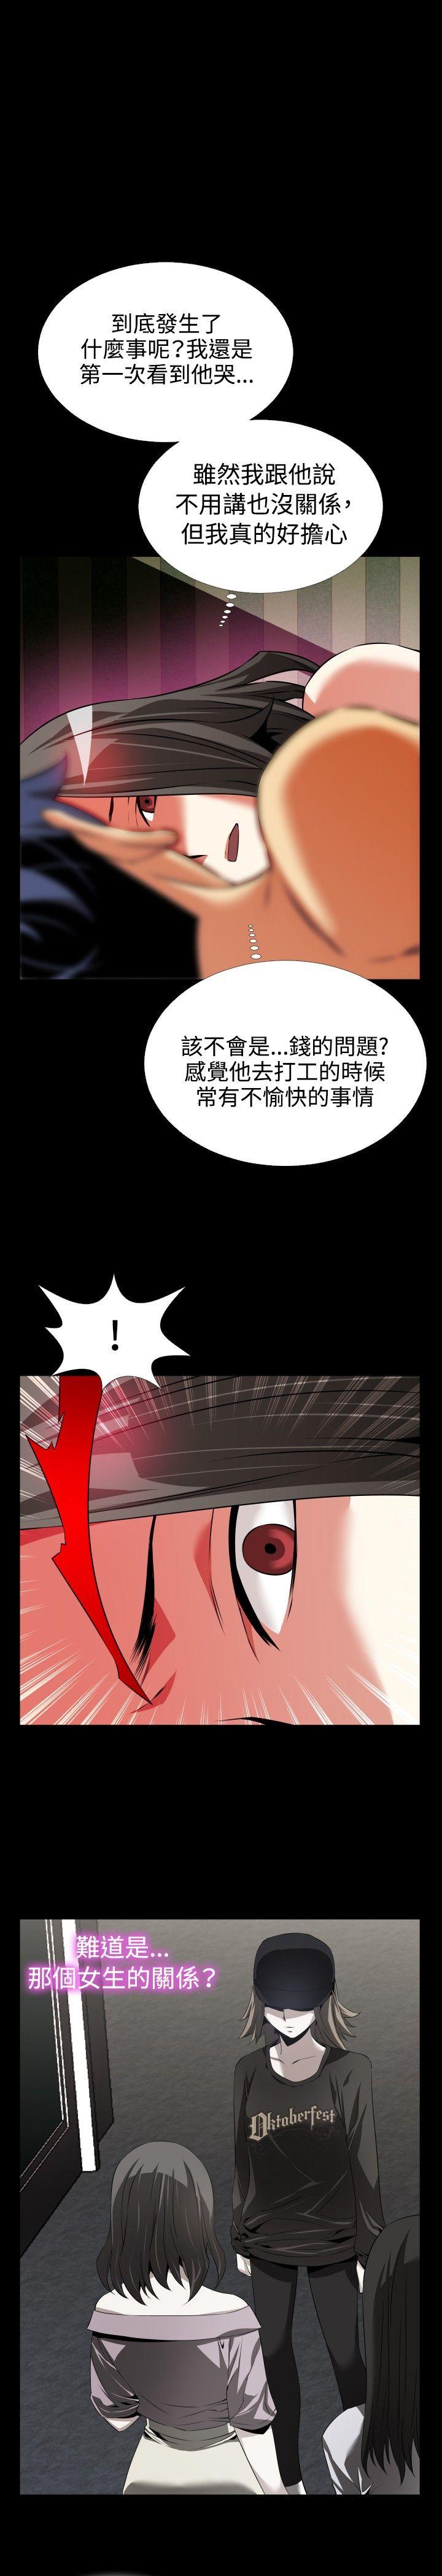 到底發生了
什麼事呢?我還是
第一次看到他哭...
雖然我跟他說
不用講也沒關係,
但我真的好擔心
該不會是...錢的問題?
感覺他去打工的時候
常有不愉快的事情
!
難道是...
那個女生的關係?
Oktoberfest